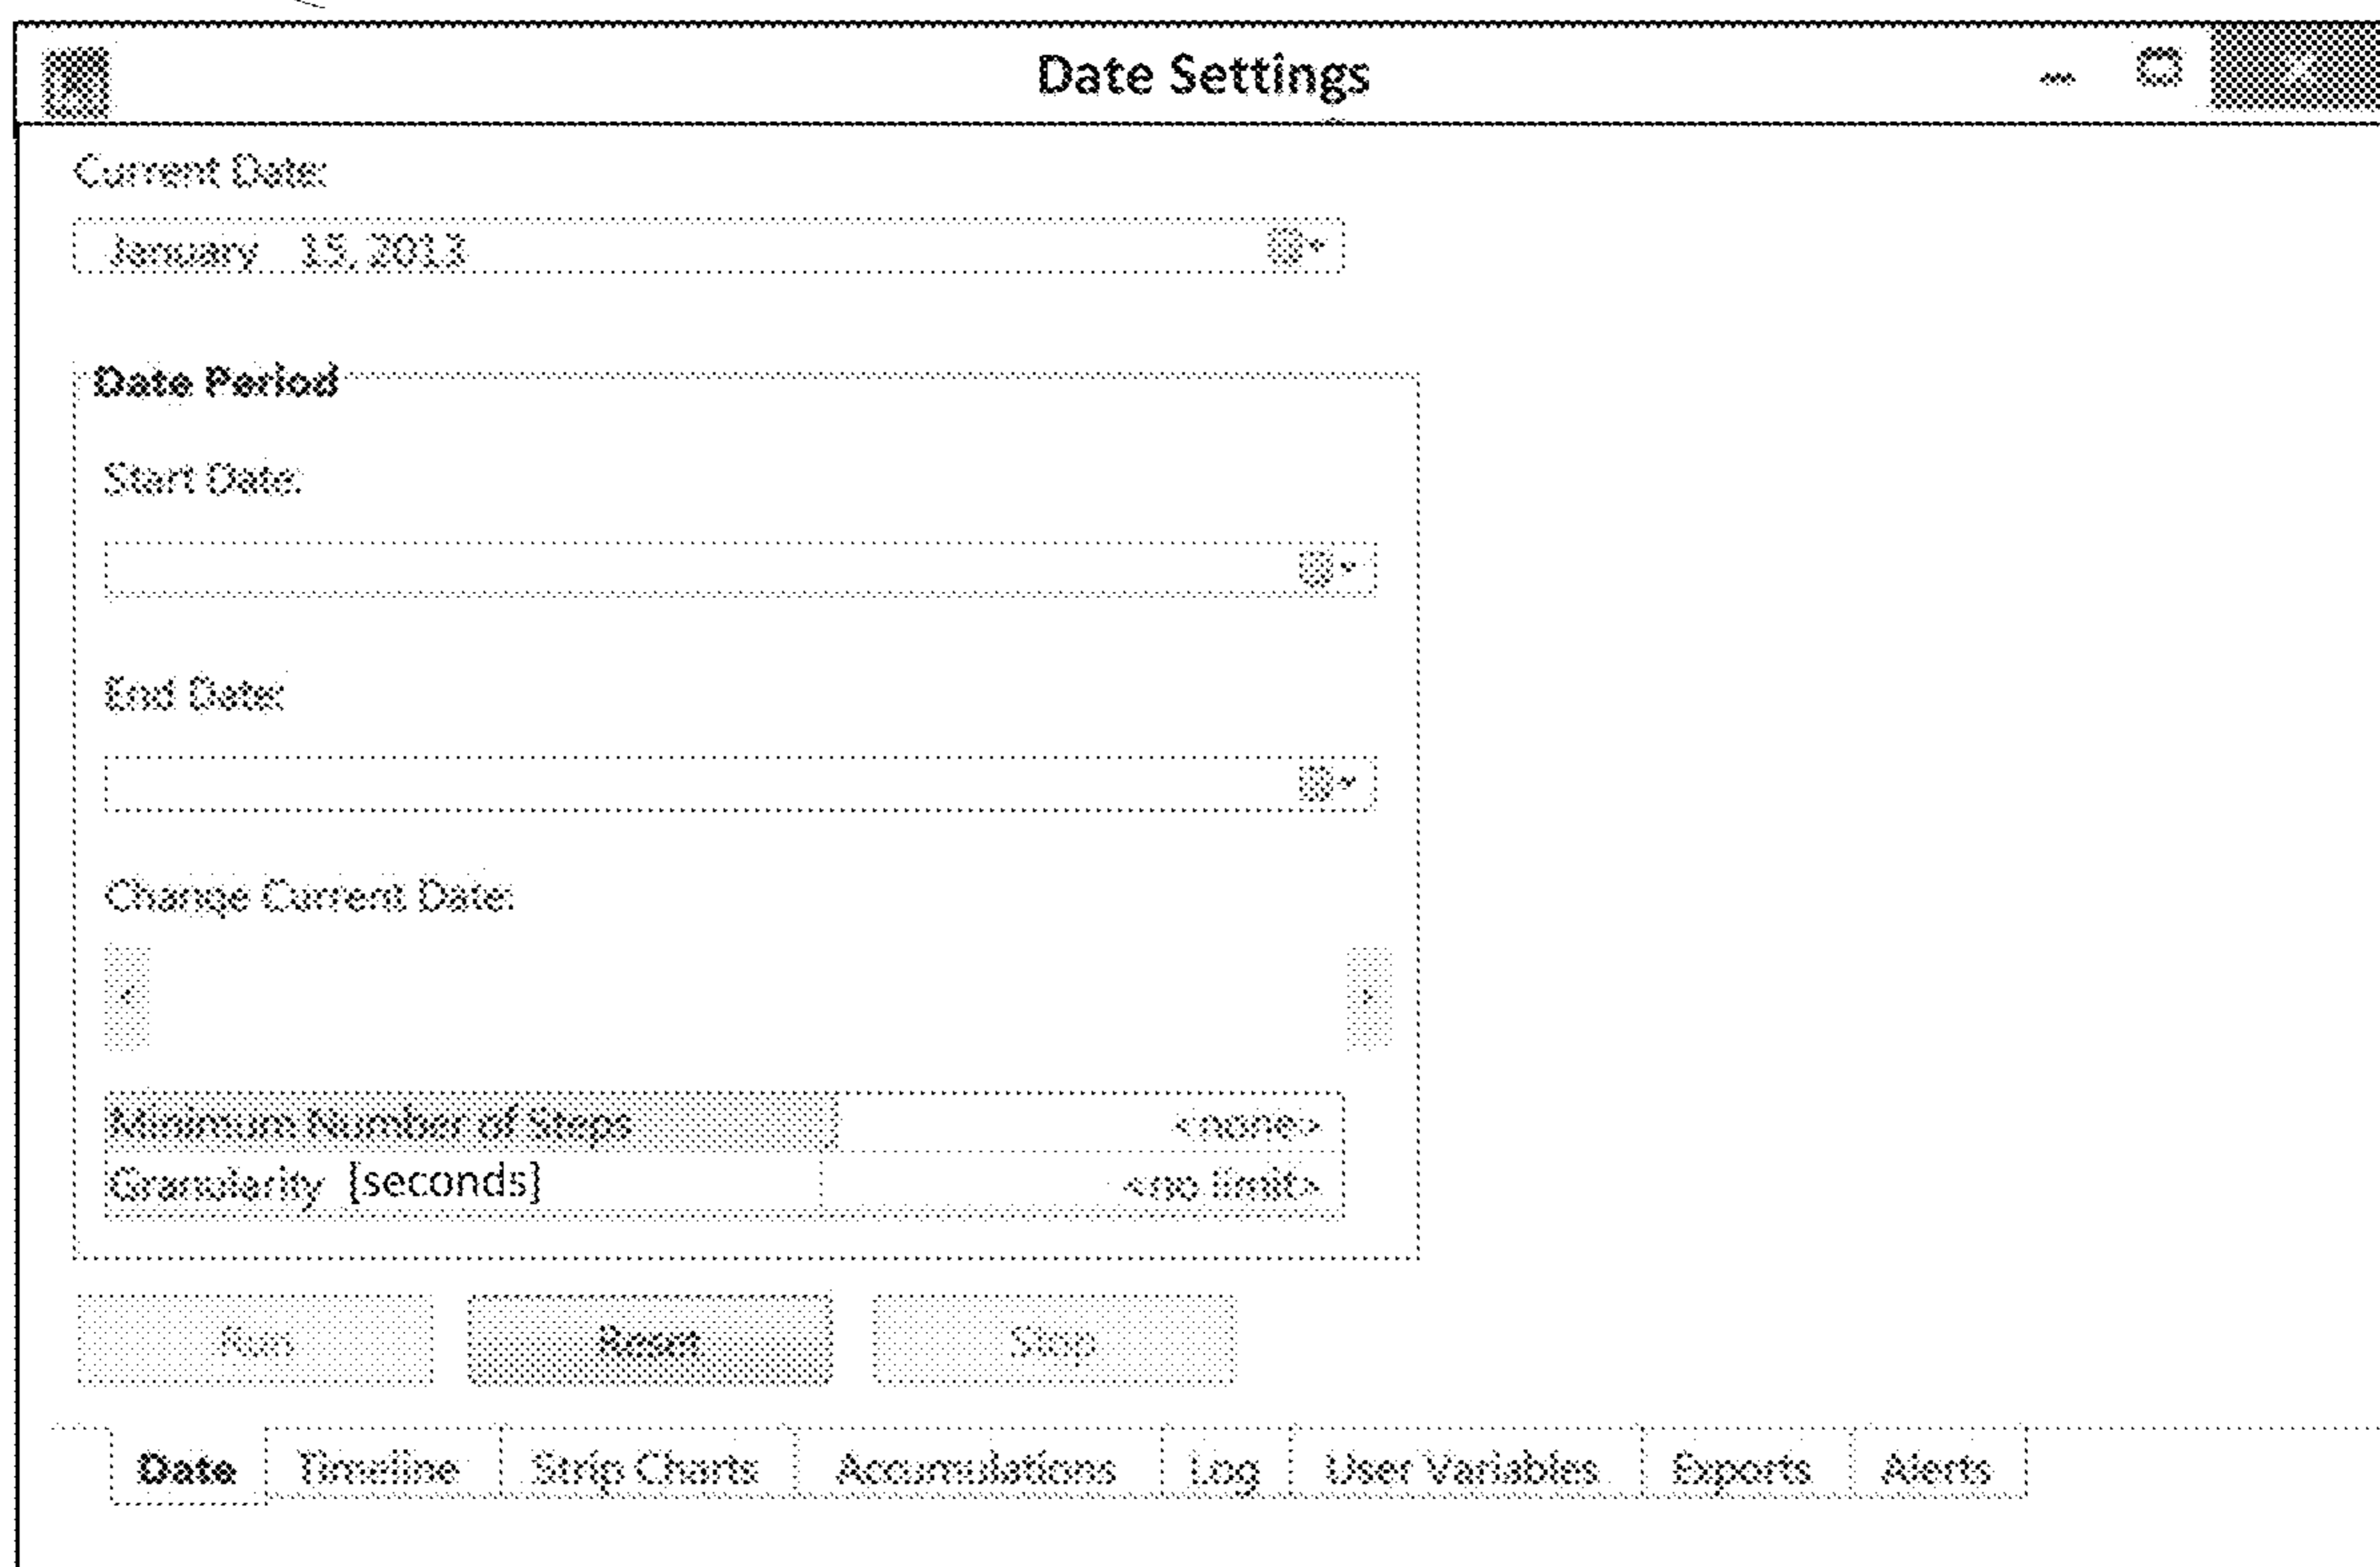 Date Settings
Current Date:
January 15, 2013
Date Period
Start Date:
End Date:
Change Current Date:
Minimum Number of Steps <none>
Granularity [seconds] <no limit>
Run Reset Stop
Date Timeline Strip Charts Accumulations Log User Variables Exports Alerts